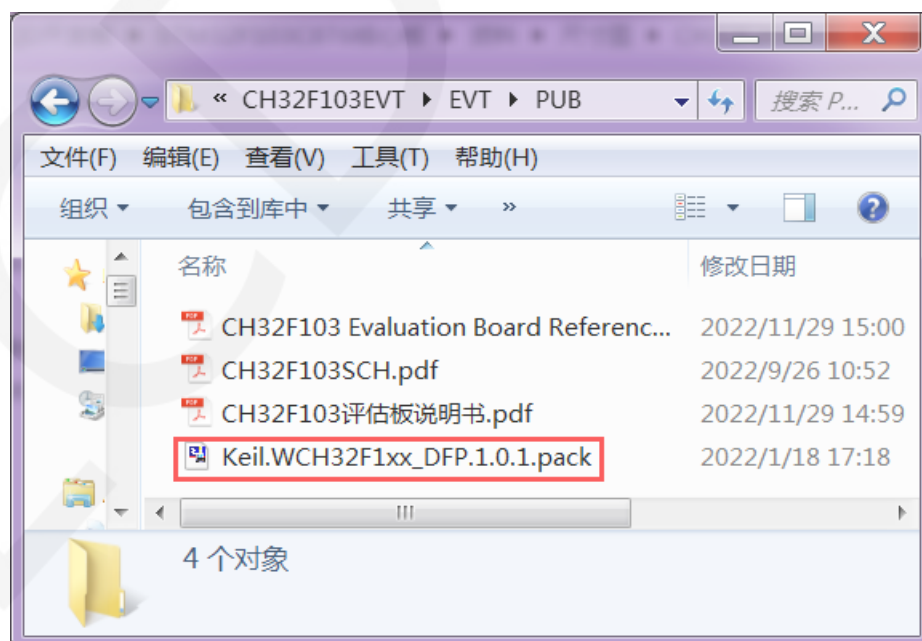 « CH32F103EVT ▸ EVT ▸ PUB 搜索 P...
文件(F) 编辑(E) 查看(V) 工具(T) 帮助(H)
组织 包含到库中 共享 »
名称 修改日期
CH32F103 Evaluation Board Referenc... 2022/11/29 15:00
CH32F103SCH.pdf 2022/9/26 10:52
CH32F103评估板说明书.pdf 2022/11/29 14:59
Keil.WCH32F1xx_DFP.1.0.1.pack 2022/1/18 17:18
4 个对象